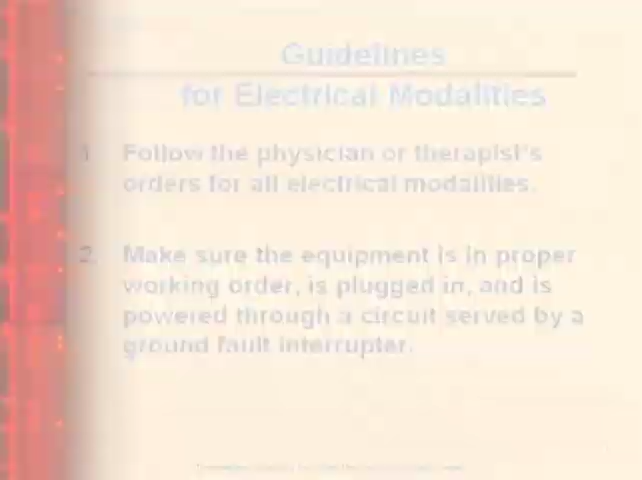 Guidelines
for Electrical Modalities
1. Follow the physician or therapist's
orders for all electrical modalities.
2. Make sure the equipment is in proper
working order, is plugged in, and is
powered through a circuit served by a
ground fault interrupter.